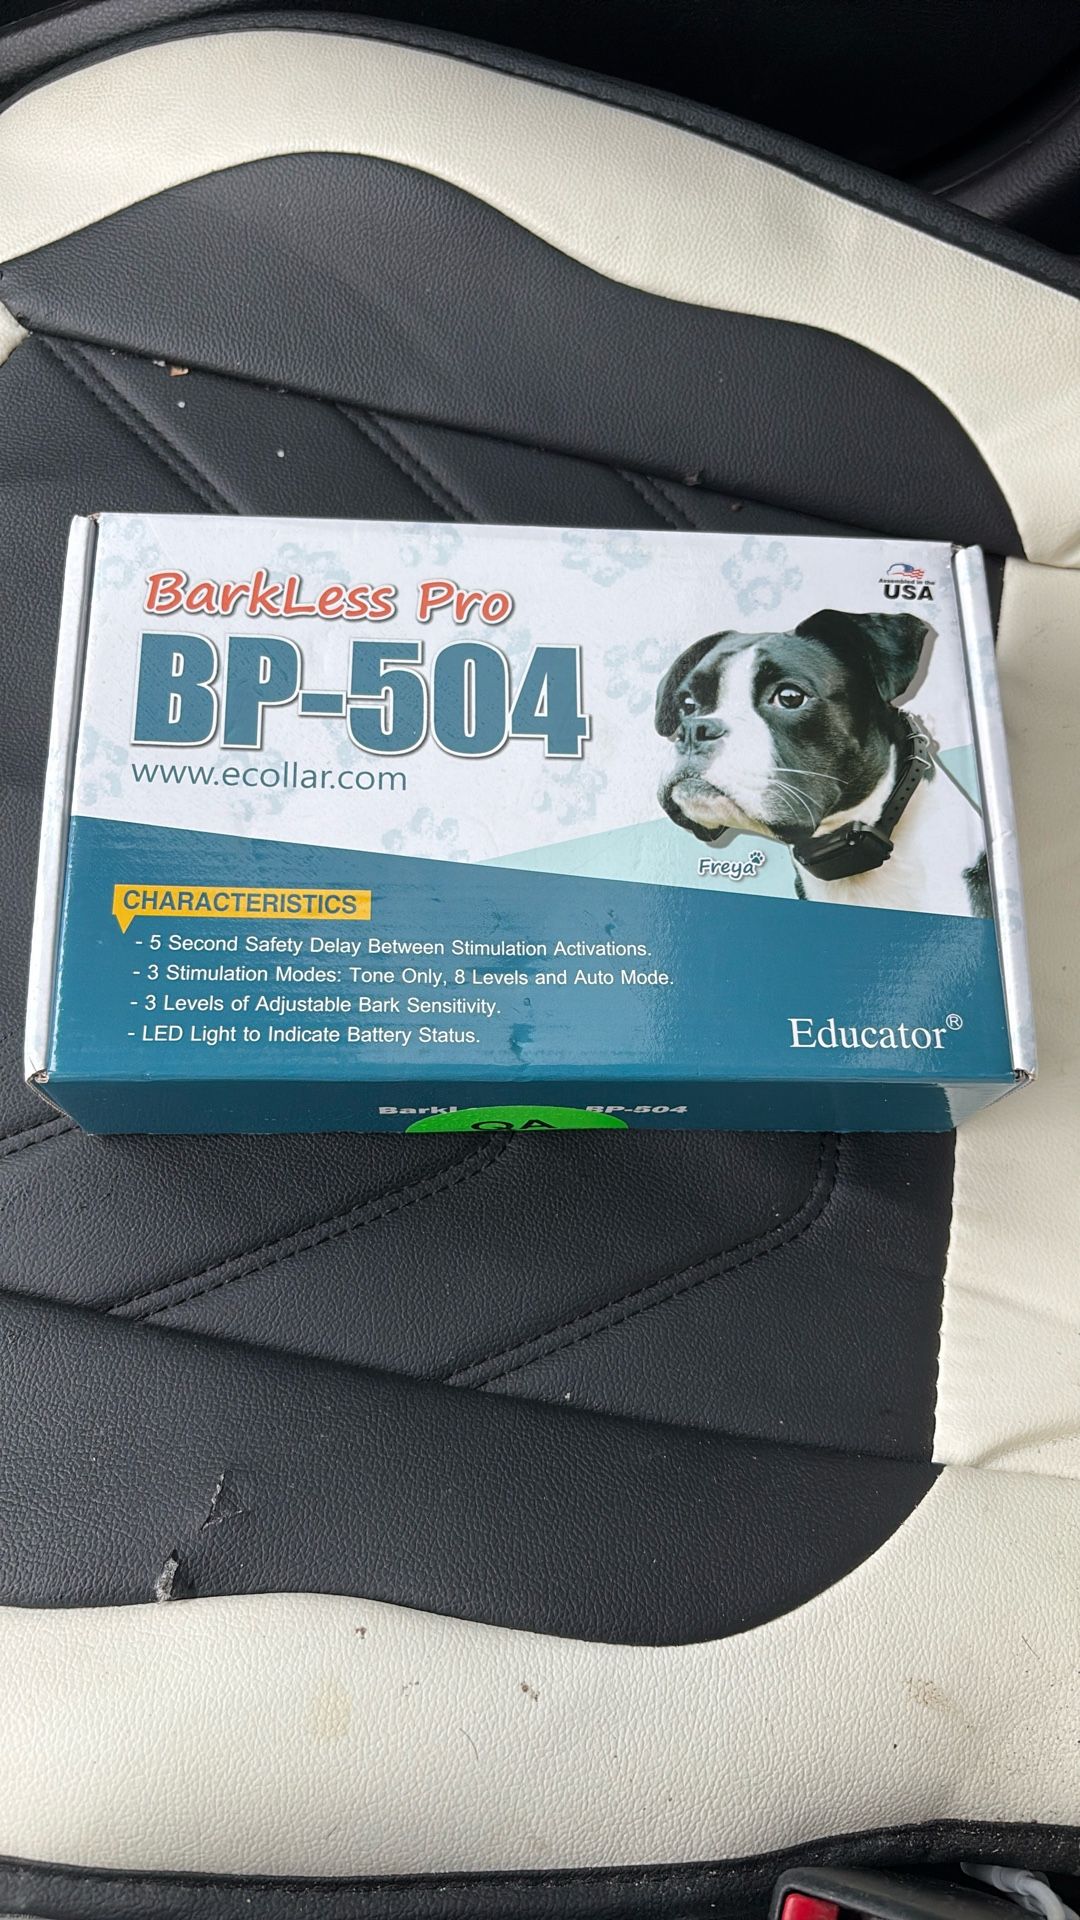 BarkLess Pro
Assembled in the
USA
BP-504
www.ecollar.com
Freya
CHARACTERISTICS
- 5 Second Safety Delay Between Stimulation Activations.
- 3 Stimulation Modes: Tone Only, 8 Levels and Auto Mode.
- 3 Levels of Adjustable Bark Sensitivity.
- LED Light to Indicate Battery Status.
Educator®
BarkL BP-504
QA